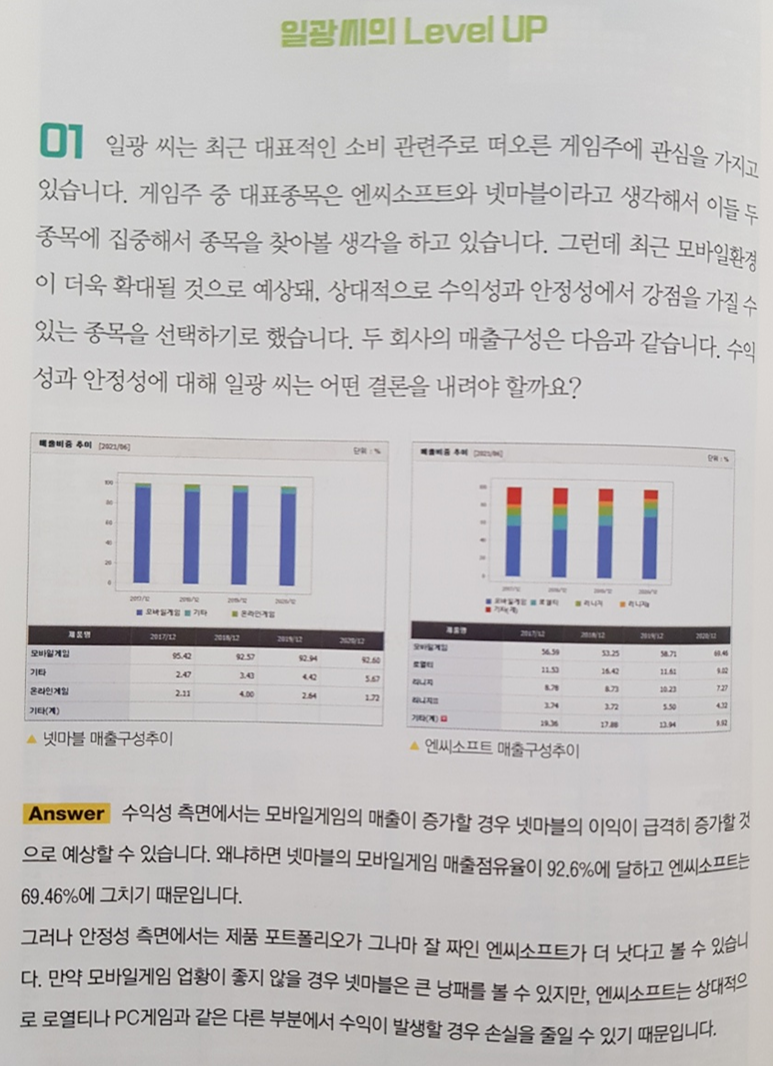 일광씨의 Level UP
01 일광 씨는 최근 대표적인 소비 관련주로 떠오른 게임주에 관심을 가지고
있습니다. 게임주 중 대표종목은 엔씨소프트와 넷마블이라고 생각해서 이들 두
종목에 집중해서 종목을 찾아볼 생각을 하고 있습니다. 그런데 최근 모바일환경
이 더욱 확대될 것으로 예상돼, 상대적으로 수익성과 안정성에서 강점을 가질 수
있는 종목을 선택하기로 했습니다. 두 회사의 매출구성은 다음과 같습니다. 수익
성과 안정성에 대해 일광 씨는 어떤 결론을 내려야 할까요?
매출비중 추이 [2021/06] 단위 : %
100
80
60
40
20
0
2017/12 2018/12 2019/12 2020/12
모바일게임 기타 온라인게임
제품명 2017/12 2018/12 2019/12 2020/12
모바일게임 95.42 92.57 92.94 92.60
기타 2.47 3.43 4.42 5.67
온라인게임 2.11 4.00 2.64 1.72
기타(계)
▲ 넷마블 매출구성추이
매출비중 추이 [2021/06] 단위 : %
100
80
60
40
20
0
2017/12 2018/12 2019/12 2020/12
모바일게임 로열티 리니지 리니지II
기타(계)
제품명 2017/12 2018/12 2019/12 2020/12
모바일게임 56.59 53.25 58.71 69.46
로열티 11.53 16.42 11.61
리니지 8.78 8.73 10.23 7.27
리니지II 3.74 3.72 5.50 4.32
기타(계) 19.36 17.88 13.94
▲ 엔씨소프트 매출구성추이
Answer 수익성 측면에서는 모바일게임의 매출이 증가할 경우 넷마블의 이익이 급격히 증가할 것
으로 예상할 수 있습니다. 왜냐하면 넷마블의 모바일게임 매출점유율이 92.6%에 달하고 엔씨소프트는
69.46%에 그치기 때문입니다.
그러나 안정성 측면에서는 제품 포트폴리오가 그나마 잘 짜인 엔씨소프트가 더 낫다고 볼 수 있습니
다. 만약 모바일게임 업황이 좋지 않을 경우 넷마블은 큰 낭패를 볼 수 있지만, 엔씨소프트는 상대적으
로 로열티나 PC게임과 같은 다른 부분에서 수익이 발생할 경우 손실을 줄일 수 있기 때문입니다.